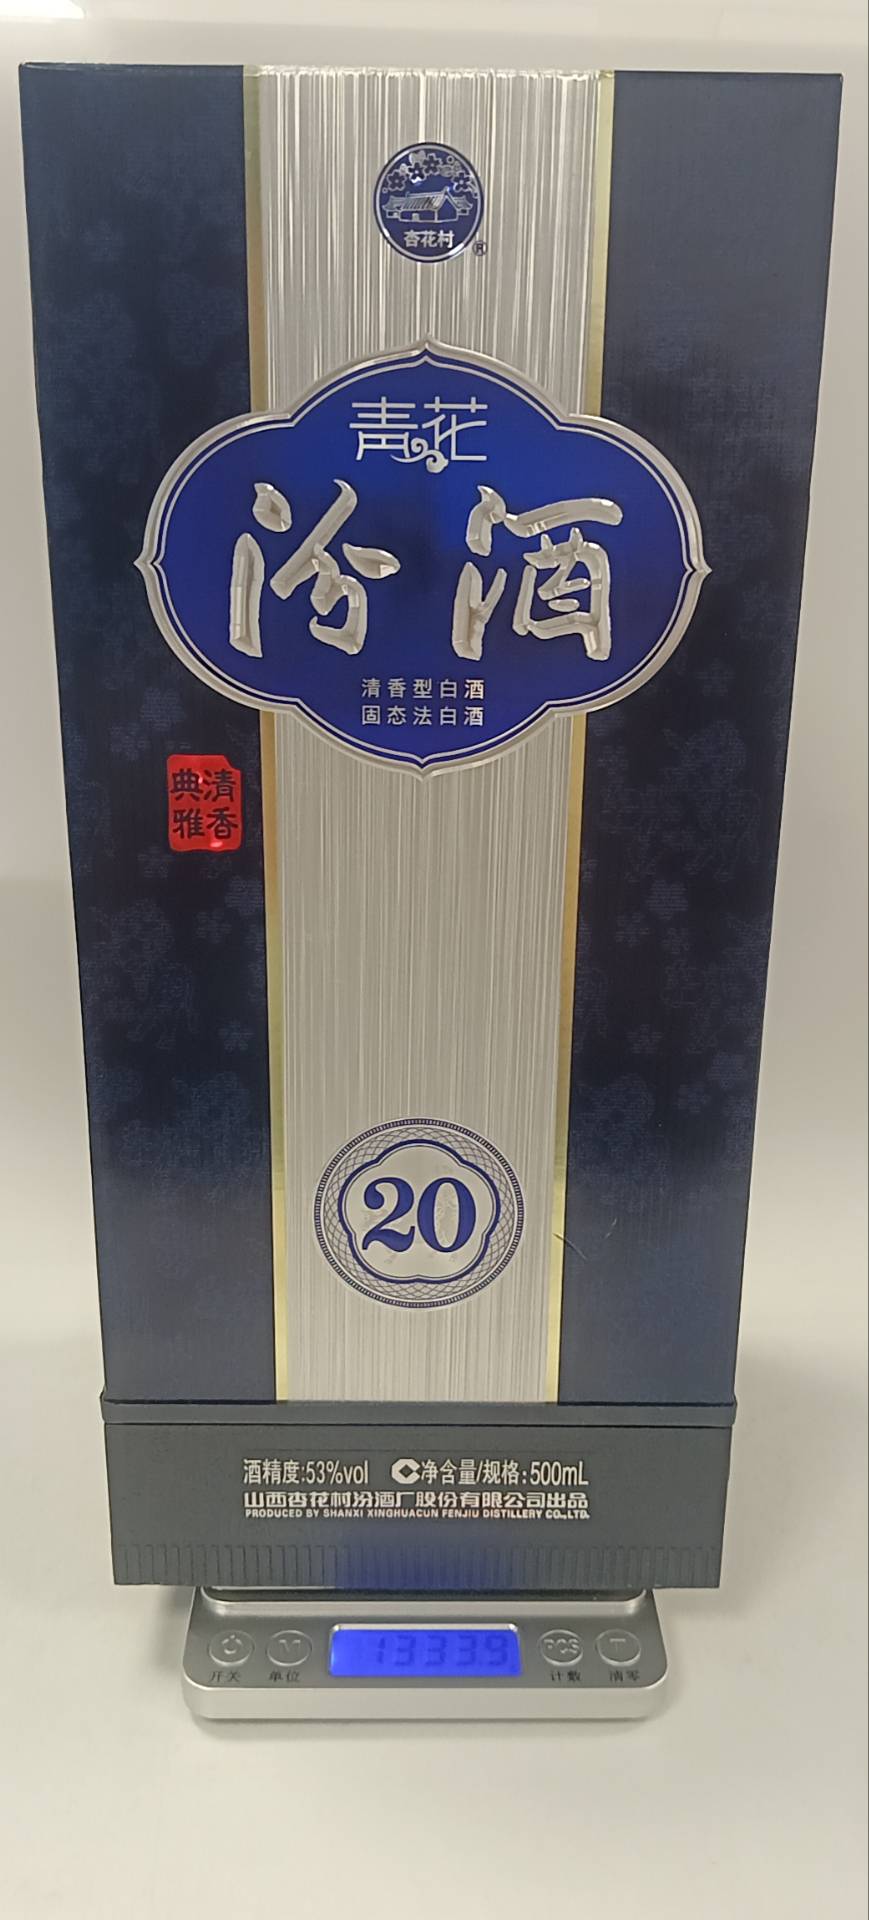 杏花村
®
青花
汾酒
清香型白酒
固态法白酒
清香
典雅
20
酒精度:53%vol 净含量/规格:500mL
山西杏花村汾酒厂股份有限公司出品
PRODUCED BY SHANXI XINGHUACUN FENJIU DISTILLERY CO.,LTD.
M 1333.9 PCS T
开关 单位 计数 清零